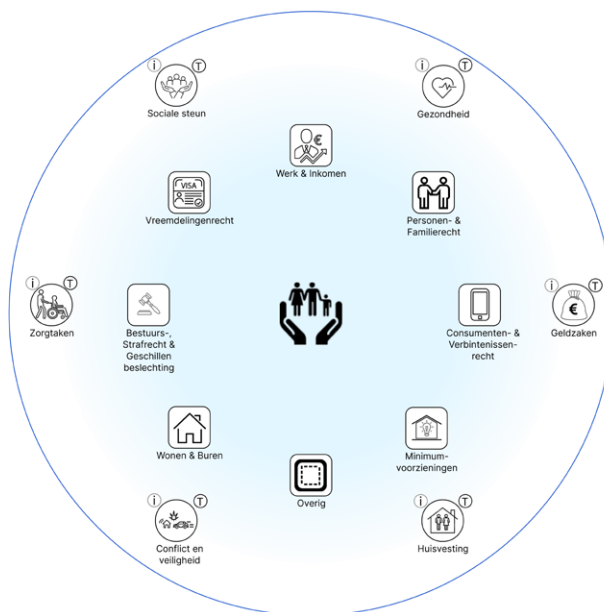 i T
Sociale steun
i T
Gezondheid
€
Werk & Inkomen
VISA
Vreemdelingenrecht
Personen- &
Familierecht
i T
Zorgtaken
Bestuurs-,
Strafrecht &
Geschillen
beslechting
Consumenten- &
Verbintenissen-
recht
i T
€
Geldzaken
Wonen & Buren
Minimum-
voorzieningen
Overig
i T
Conflict en
veiligheid
i T
Huisvesting